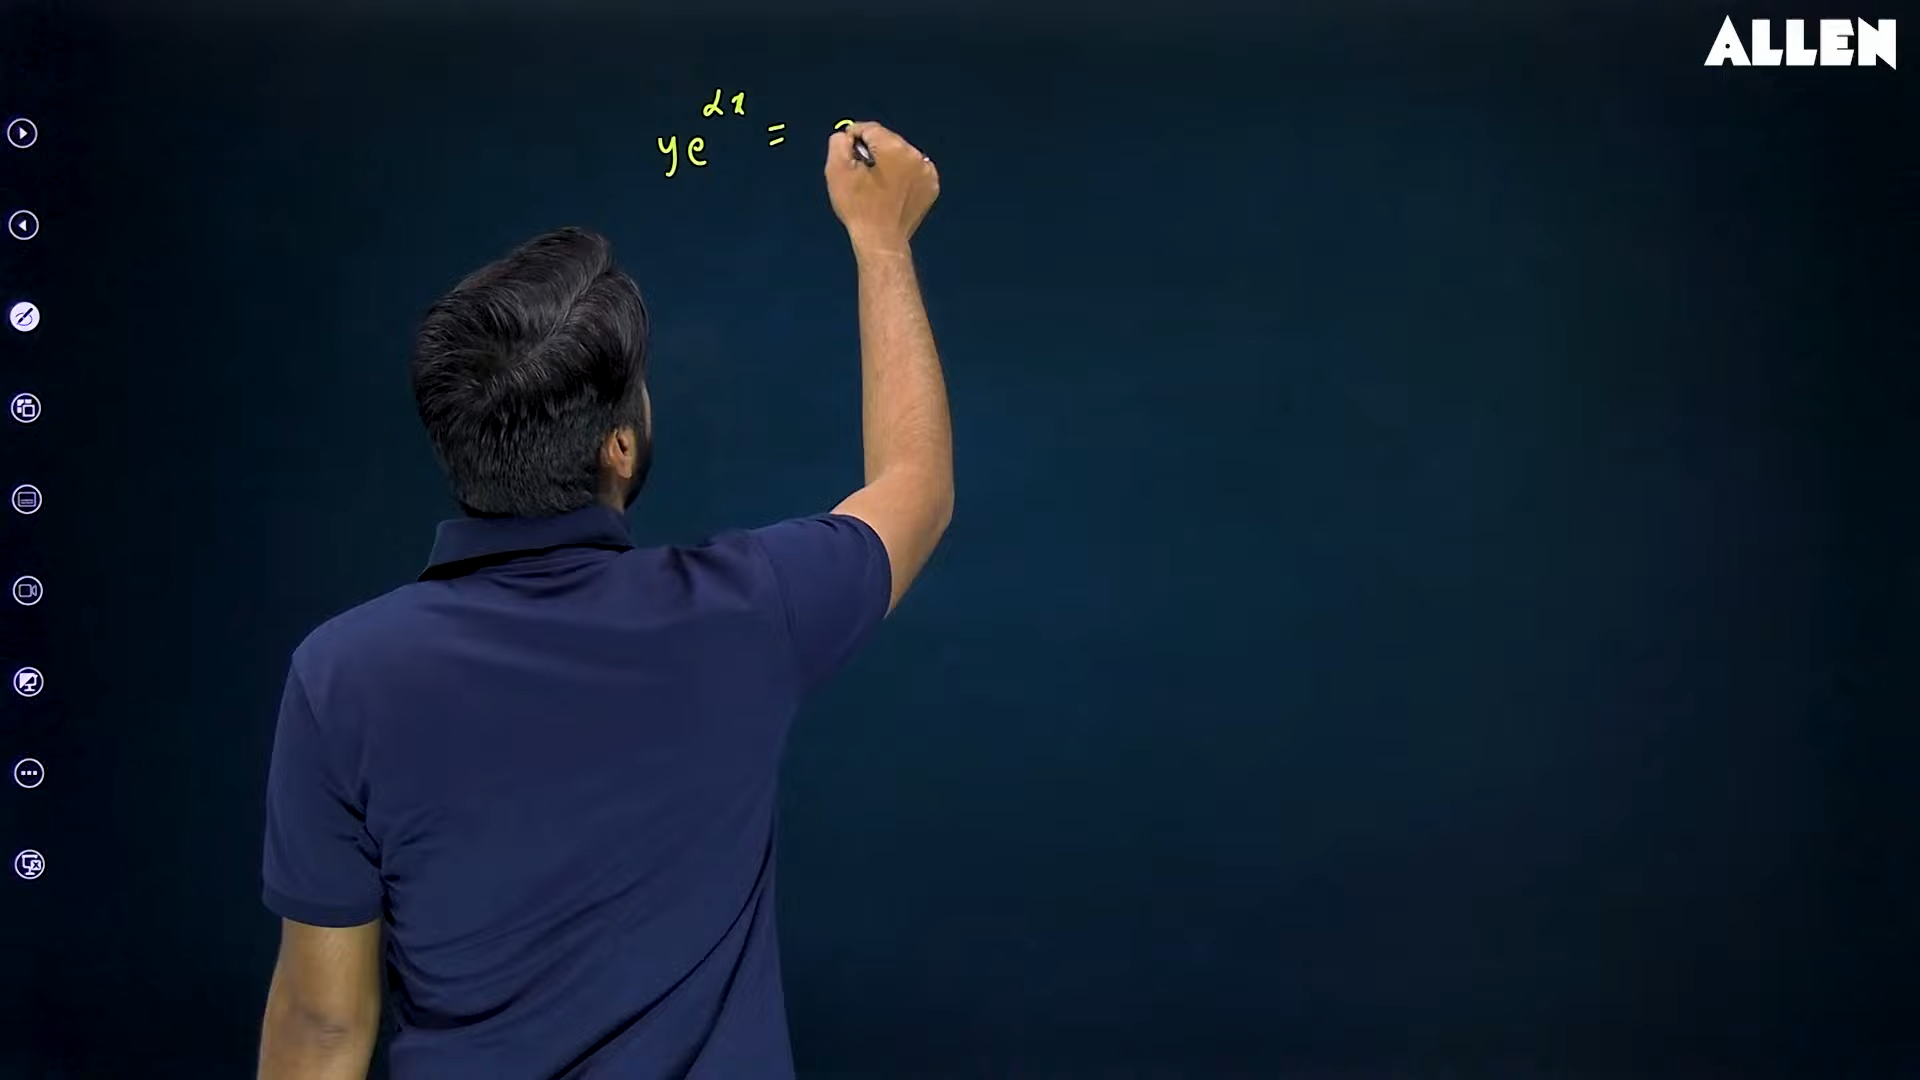 ALLEN
ye^{αx} =